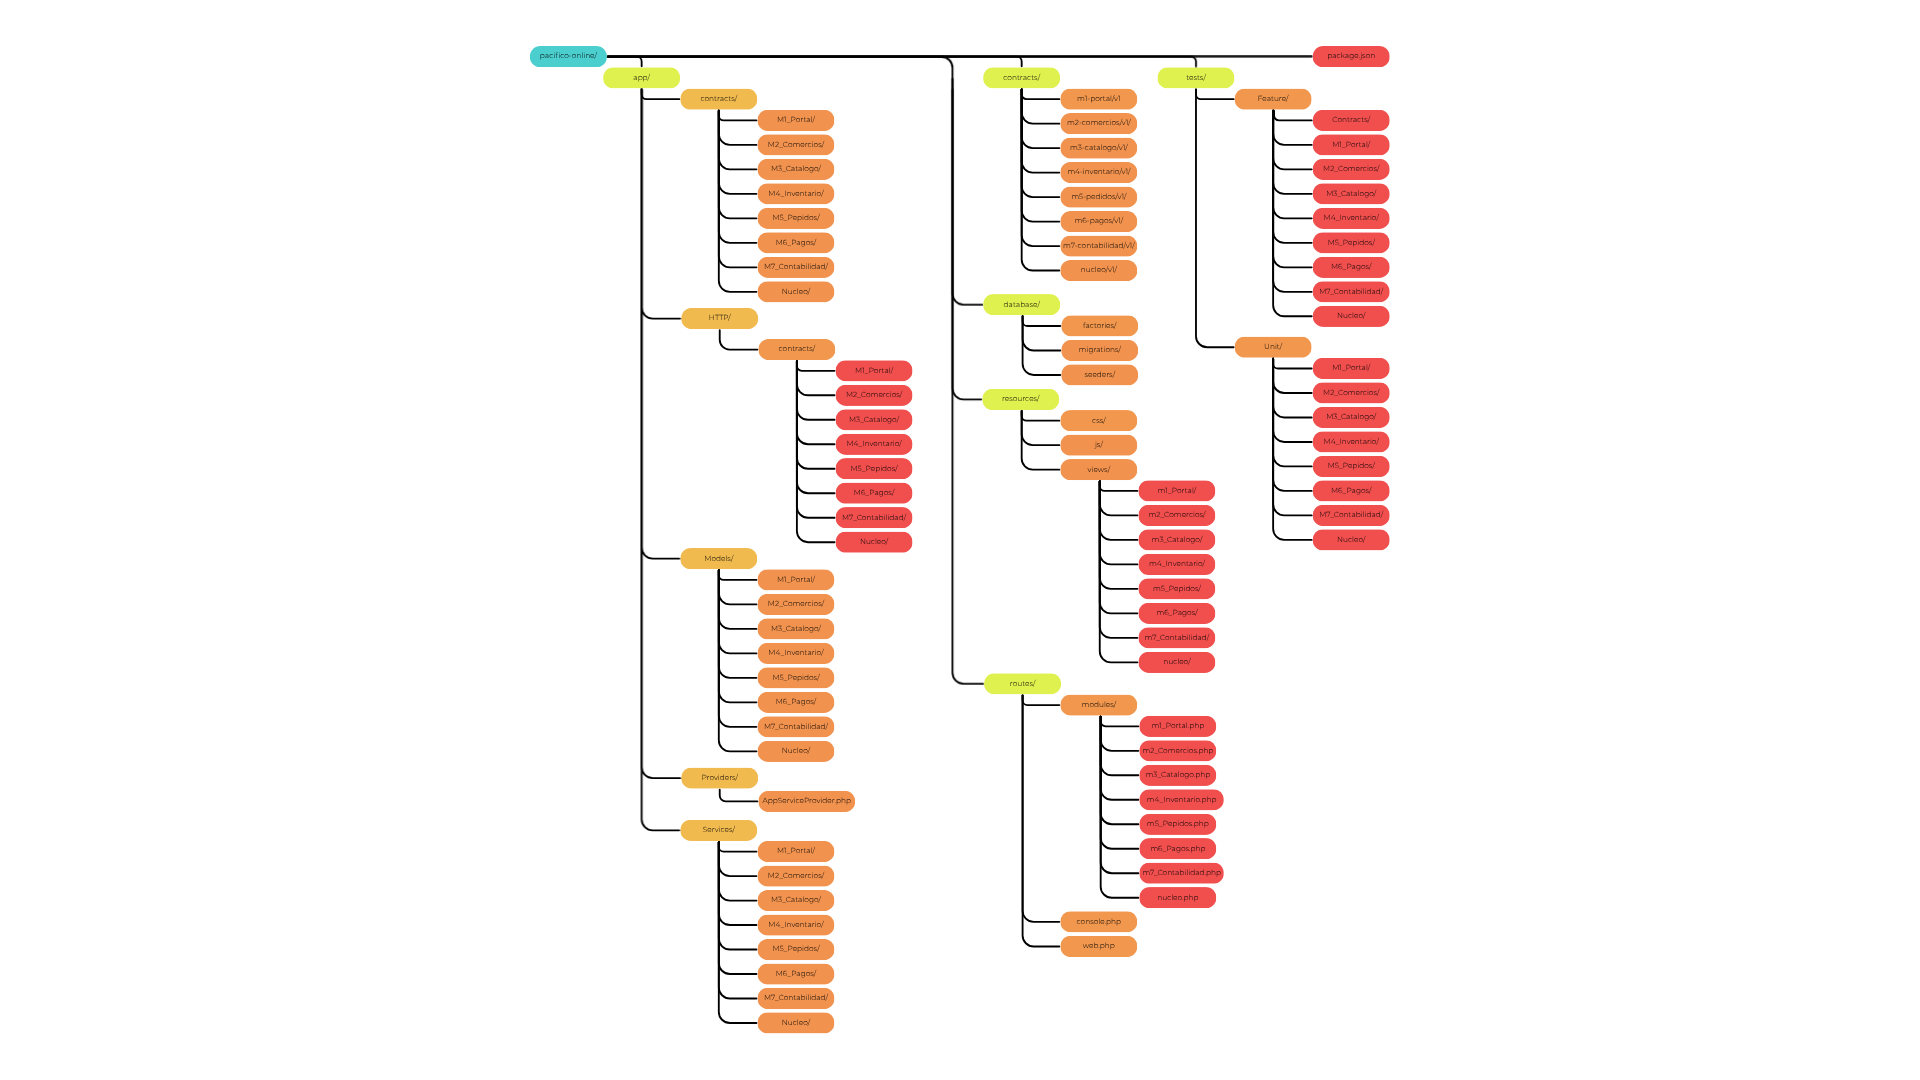 pacifico-online/
package.json
app/
contracts/
M1_Portal/
M2_Comercios/
M3_Catalogo/
M4_Inventario/
M5_Pepidos/
M6_Pagos/
M7_Contabilidad/
Nucleo/
HTTP/
contracts/
M1_Portal/
M2_Comercios/
M3_Catalogo/
M4_Inventario/
M5_Pepidos/
M6_Pagos/
M7_Contabilidad/
Nucleo/
Models/
M1_Portal/
M2_Comercios/
M3_Catalogo/
M4_Inventario/
M5_Pepidos/
M6_Pagos/
M7_Contabilidad/
Nucleo/
Providers/
AppServiceProvider.php
Services/
M1_Portal/
M2_Comercios/
M3_Catalogo/
M4_Inventario/
M5_Pepidos/
M6_Pagos/
M7_Contabilidad/
Nucleo/
contracts/
m1-portal/v1
m2-comercios/v1/
m3-catalogo/v1/
m4-inventario/v1/
m5-pedidos/v1/
m6-pagos/v1/
m7-contabilidad/v1/
nucleo/v1/
database/
factories/
migrations/
seeders/
resources/
css/
js/
views/
m1_Portal/
m2_Comercios/
m3_Catalogo/
m4_Inventario/
m5_Pepidos/
m6_Pagos/
m7_Contabilidad/
nucleo/
routes/
modules/
m1_Portal.php
m2_Comercios.php
m3_Catalogo.php
m4_Inventario.php
m5_Pepidos.php
m6_Pagos.php
m7_Contabilidad.php
nucleo.php
console.php
web.php
tests/
Feature/
Contracts/
M1_Portal/
M2_Comercios/
M3_Catalogo/
M4_Inventario/
M5_Pepidos/
M6_Pagos/
M7_Contabilidad/
Nucleo/
Unit/
M1_Portal/
M2_Comercios/
M3_Catalogo/
M4_Inventario/
M5_Pepidos/
M6_Pagos/
M7_Contabilidad/
Nucleo/